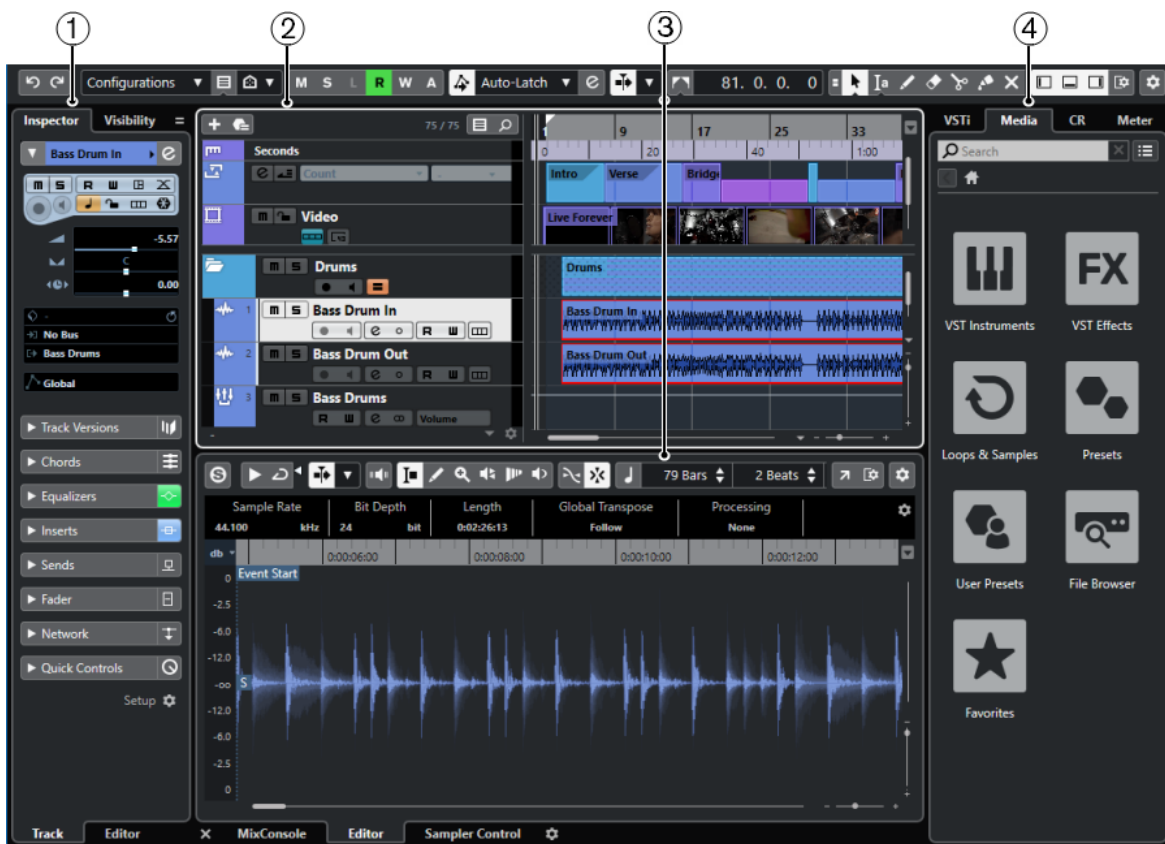 1 2 3 4
Configurations M S L R W A Auto-Latch e 81. 0. 0. 0
Inspector Visibility
Bass Drum In e
m S R W
-5.57
C
0.00
-
No Bus
Bass Drums
Global
Track Versions
Chords
Equalizers
Inserts
Sends
Fader
Network
Quick Controls
Setup
Track Editor
75 / 75
Seconds
e Count -
m Video
m S Drums
1 m S Bass Drum In
e R W
2 m S Bass Drum Out
e R W
3 m S Bass Drums
R W e Volume
-
1 9 17 25 33
0 20 40 1:00
Intro Verse Bridge
Live Forever
Drums
Bass Drum In
Bass Drum Out
S 79 Bars 2 Beats
Sample Rate Bit Depth Length Global Transpose Processing
44.100 kHz 24 bit 0:02:26:13 Follow None
db 0:00:06:00 0:00:08:00 0:00:10:00 0:00:12:00
Event Start
0
-2.5
-6.0
-12.0
-oo S
-12.0
-6.0
-2.5
0
X MixConsole Editor Sampler Control
VSTi Media CR Meter
Search
FX
VST Instruments VST Effects
Loops & Samples Presets
User Presets File Browser
Favorites